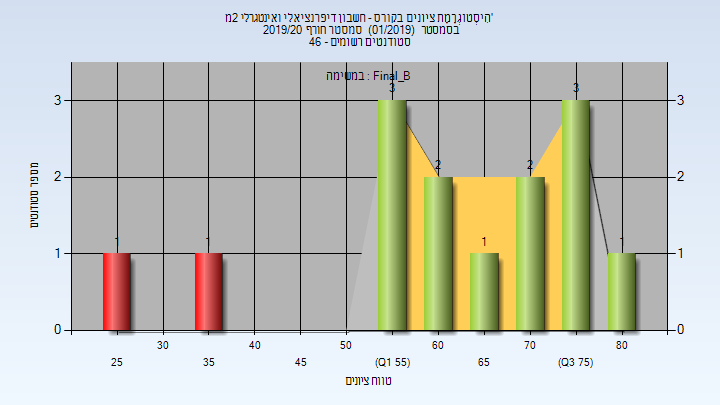 היסטוגרמת ציונים בקורס - חשבון דיפרנציאלי ואינטגרלי 2מ'
בסמסטר (01/2019) סמסטר חורף 2019/20
סטודנטים רשומים - 46
במשימה : Final_B
3 3 2 2 1 1 1 1
3 3
2 2
1 1
0 0
מספר סטודנטים
30 40 50 60 70 80
25 35 45 (Q1 55) 65 (Q3 75)
טווח ציונים